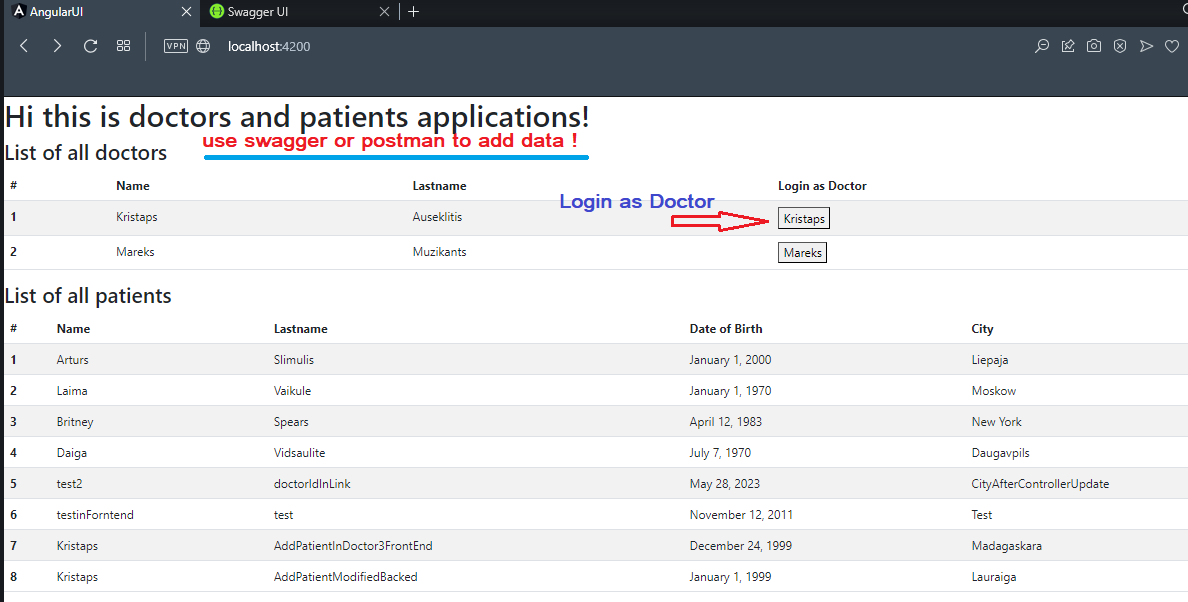 AngularUI Swagger UI
VPN localhost:4200
Hi this is doctors and patients applications!
use swagger or postman to add data !
List of all doctors
# Name Lastname Login as Doctor
Login as Doctor
1 Kristaps Auseklitis Kristaps
2 Mareks Muzikants Mareks
List of all patients
# Name Lastname Date of Birth City
1 Arturs Slimulis January 1, 2000 Liepaja
2 Laima Vaikule January 1, 1970 Moskow
3 Britney Spears April 12, 1983 New York
4 Daiga Vidsaulite July 7, 1970 Daugavpils
5 test2 doctorIdInLink May 28, 2023 CityAfterControllerUpdate
6 testinForntend test November 12, 2011 Test
7 Kristaps AddPatientInDoctor3FrontEnd December 24, 1999 Madagaskara
8 Kristaps AddPatientModifiedBacked January 1, 1999 Lauraiga